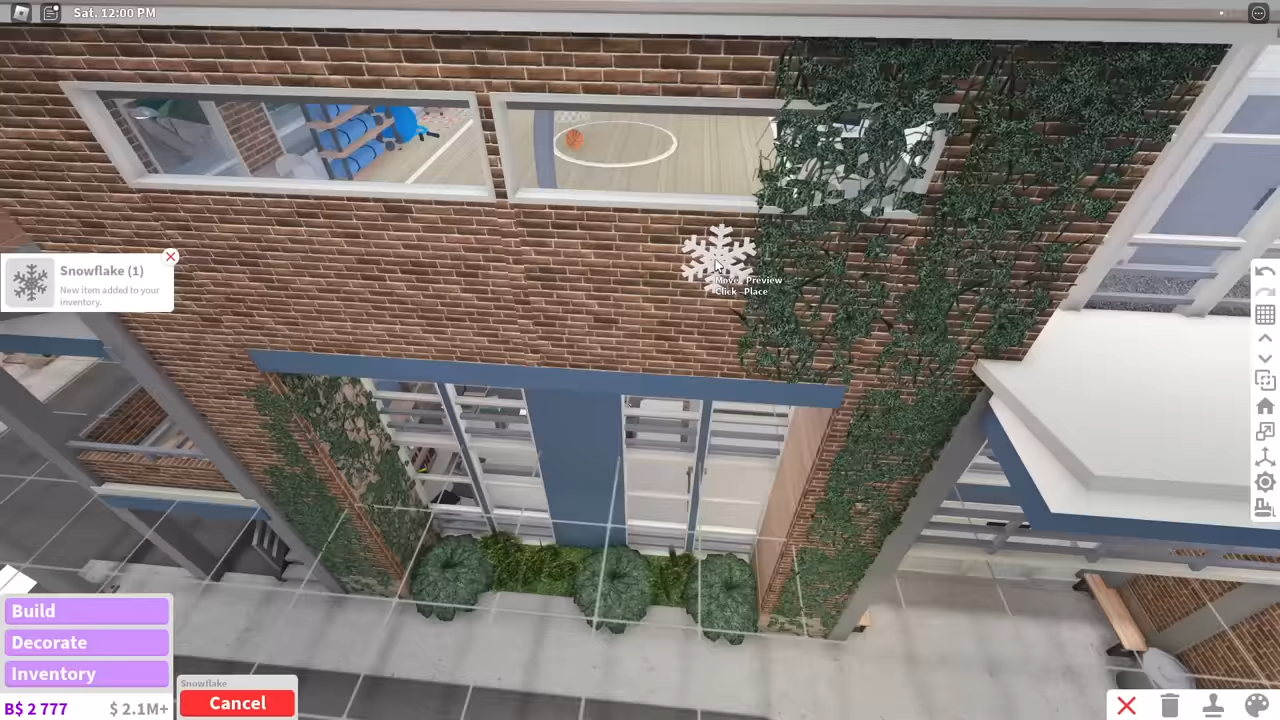 Sat. 12:00 PM
Snowflake (1)
New item added to your
inventory.
Move Preview
Click Place
Build
Decorate
Inventory
B$ 2 777
$ 2.1M+
Snowflake
Cancel